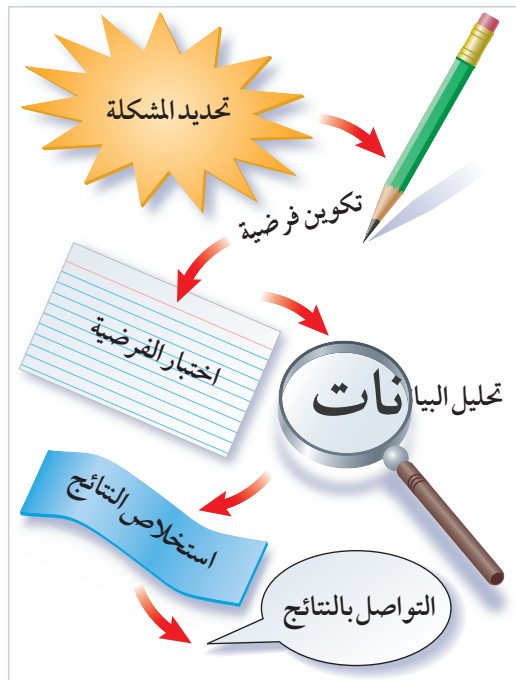 تحديد المشكلة
تكوين فرضية
اختبار الفرضية
تحليل البيانات
استخلاص النتائج
التواصل بالنتائج